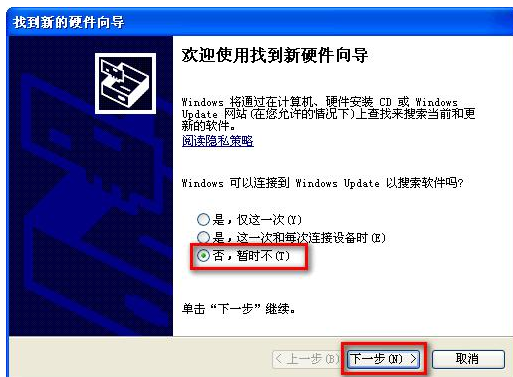 找到新的硬件向导
欢迎使用找到新硬件向导
Windows 将通过在计算机、硬件安装 CD 或 Windows
Update 网站(在您允许的情况下)上查找来搜索当前和更
新的软件。
阅读隐私策略
Windows 可以连接到 Windows Update 以搜索软件吗?
是，仅这一次(Y)
是，这一次和每次连接设备时(E)
否，暂时不(T)
单击“下一步”继续。
< 上一步(B) 下一步(N) > 取消